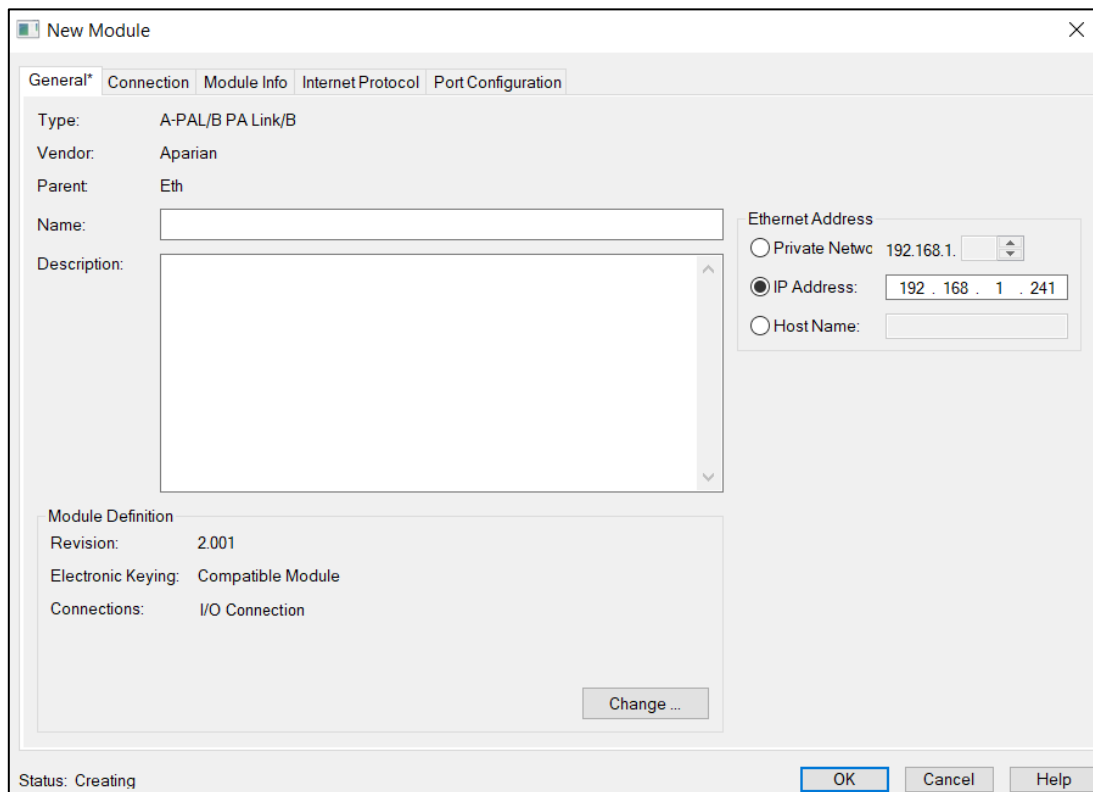 New Module
General* Connection Module Info Internet Protocol Port Configuration
Type: A-PAL/B PA Link/B
Vendor: Aparian
Parent: Eth
Name:
Description:
Ethernet Address
Private Netwc 192.168.1.
IP Address: 192 . 168 . 1 . 241
Host Name:
Module Definition
Revision: 2.001
Electronic Keying: Compatible Module
Connections: I/O Connection
Change ...
Status: Creating
OK Cancel Help